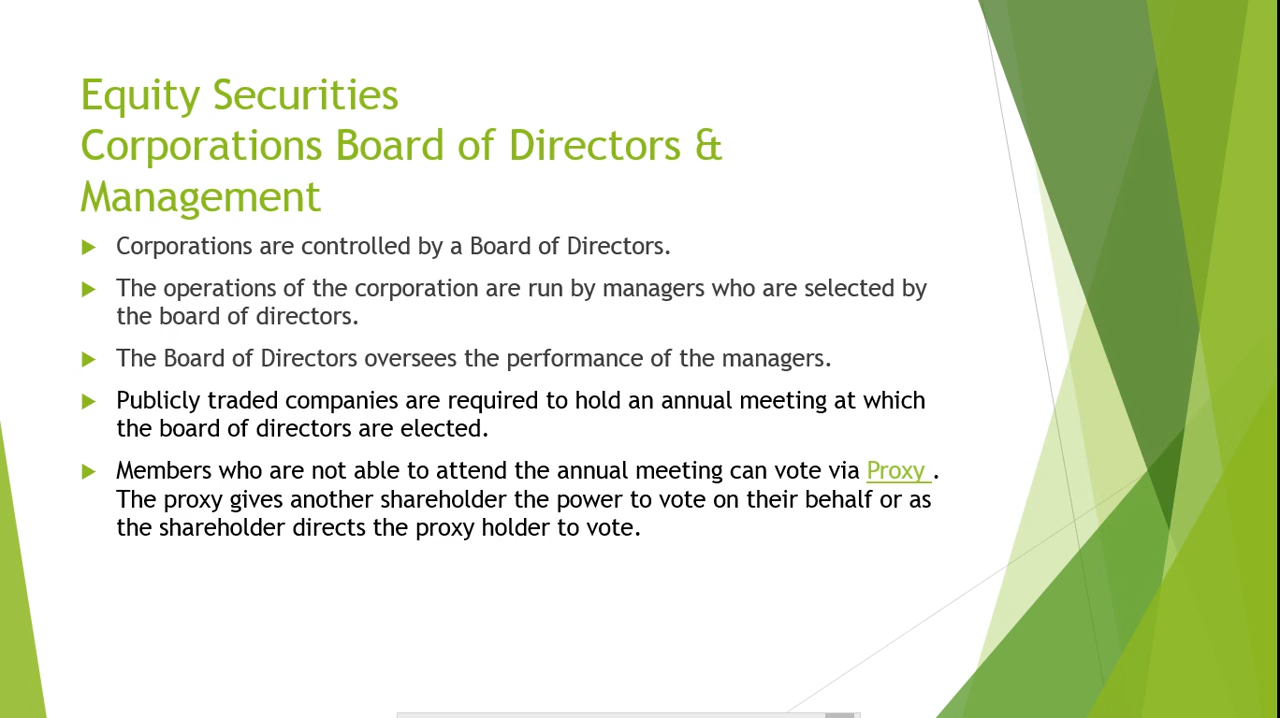 Equity Securities
Corporations Board of Directors &
Management
Corporations are controlled by a Board of Directors.
The operations of the corporation are run by managers who are selected by
the board of directors.
The Board of Directors oversees the performance of the managers.
Publicly traded companies are required to hold an annual meeting at which
the board of directors are elected.
Members who are not able to attend the annual meeting can vote via Proxy .
The proxy gives another shareholder the power to vote on their behalf or as
the shareholder directs the proxy holder to vote.